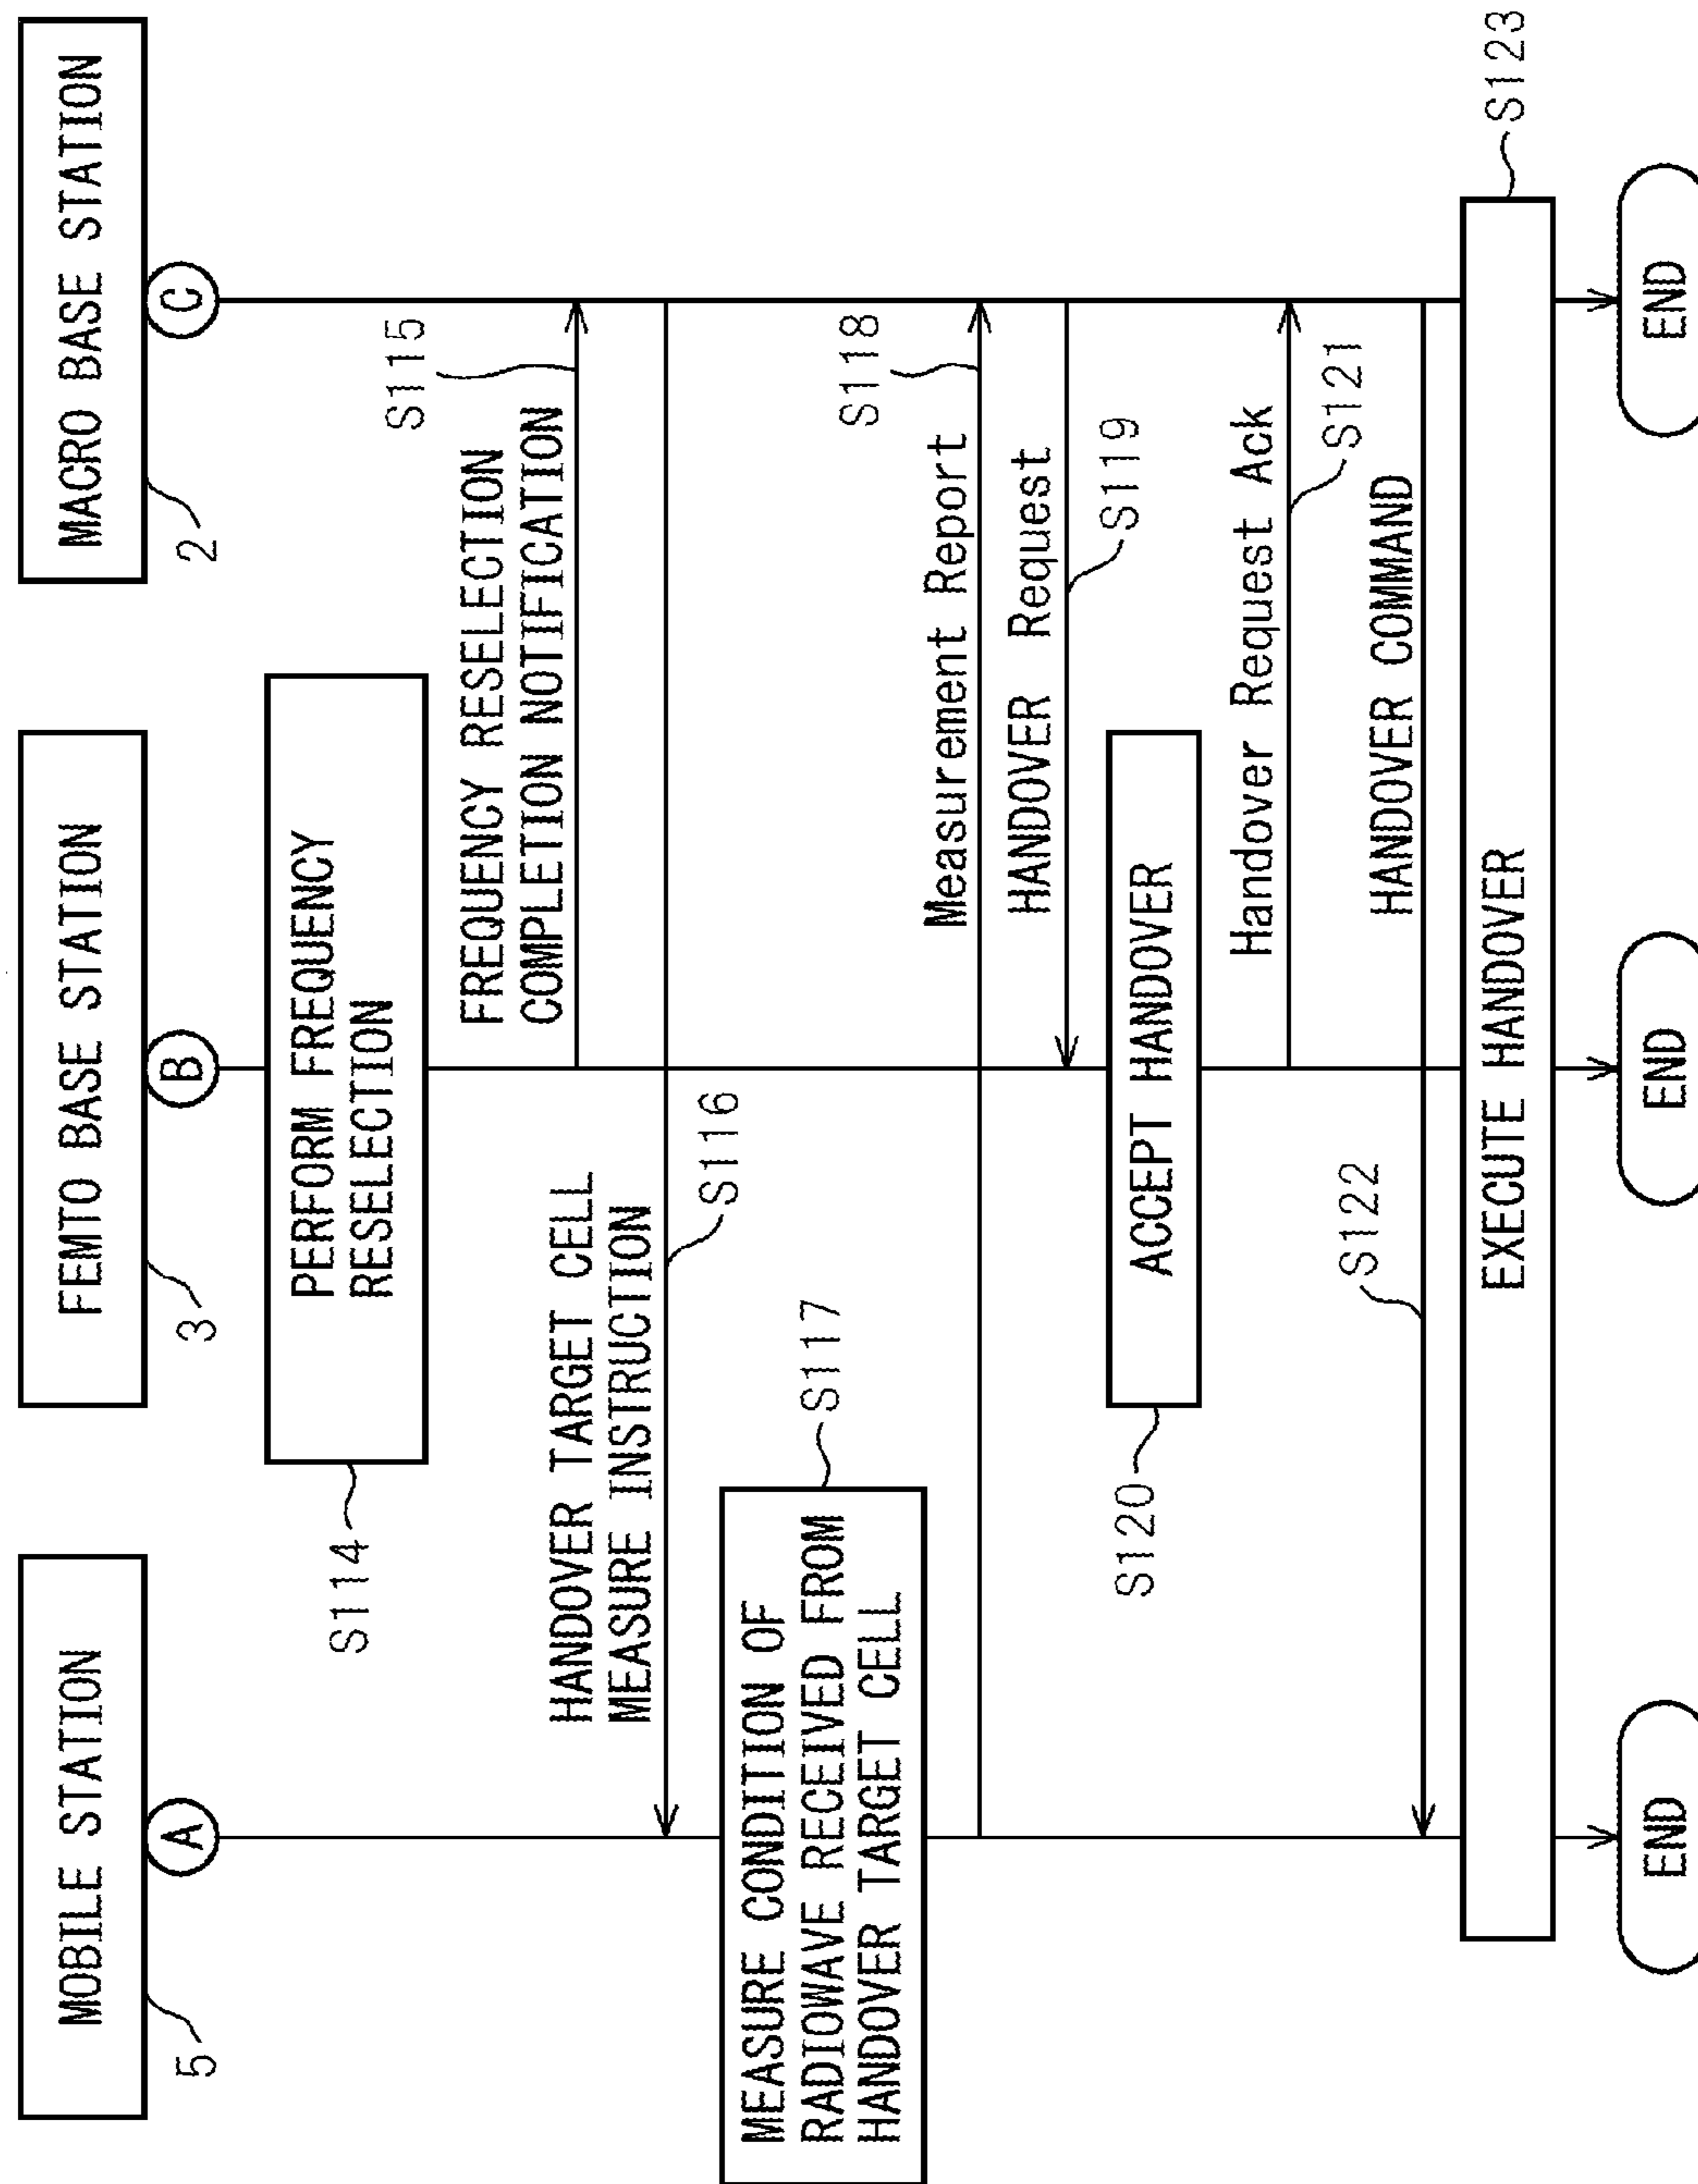 MOBILE STATION
FEMTO BASE STATION
MACRO BASE STATION
5
A
3
B
2
C
PERFORM FREQUENCY
RESELECTION
S114
S115
FREQUENCY RESELECTION
COMPLETION NOTIFICATION
HANDOVER TARGET CELL
MEASURE INSTRUCTION
S116
MEASURE CONDITION OF
RADIOWAVE RECEIVED FROM
HANDOVER TARGET CELL
S117
S118
Measurement Report
HANDOVER Request
S119
ACCEPT HANDOVER
S120
Handover Request Ack
S121
HANDOVER COMMAND
S122
EXECUTE HANDOVER
S123
END
END
END